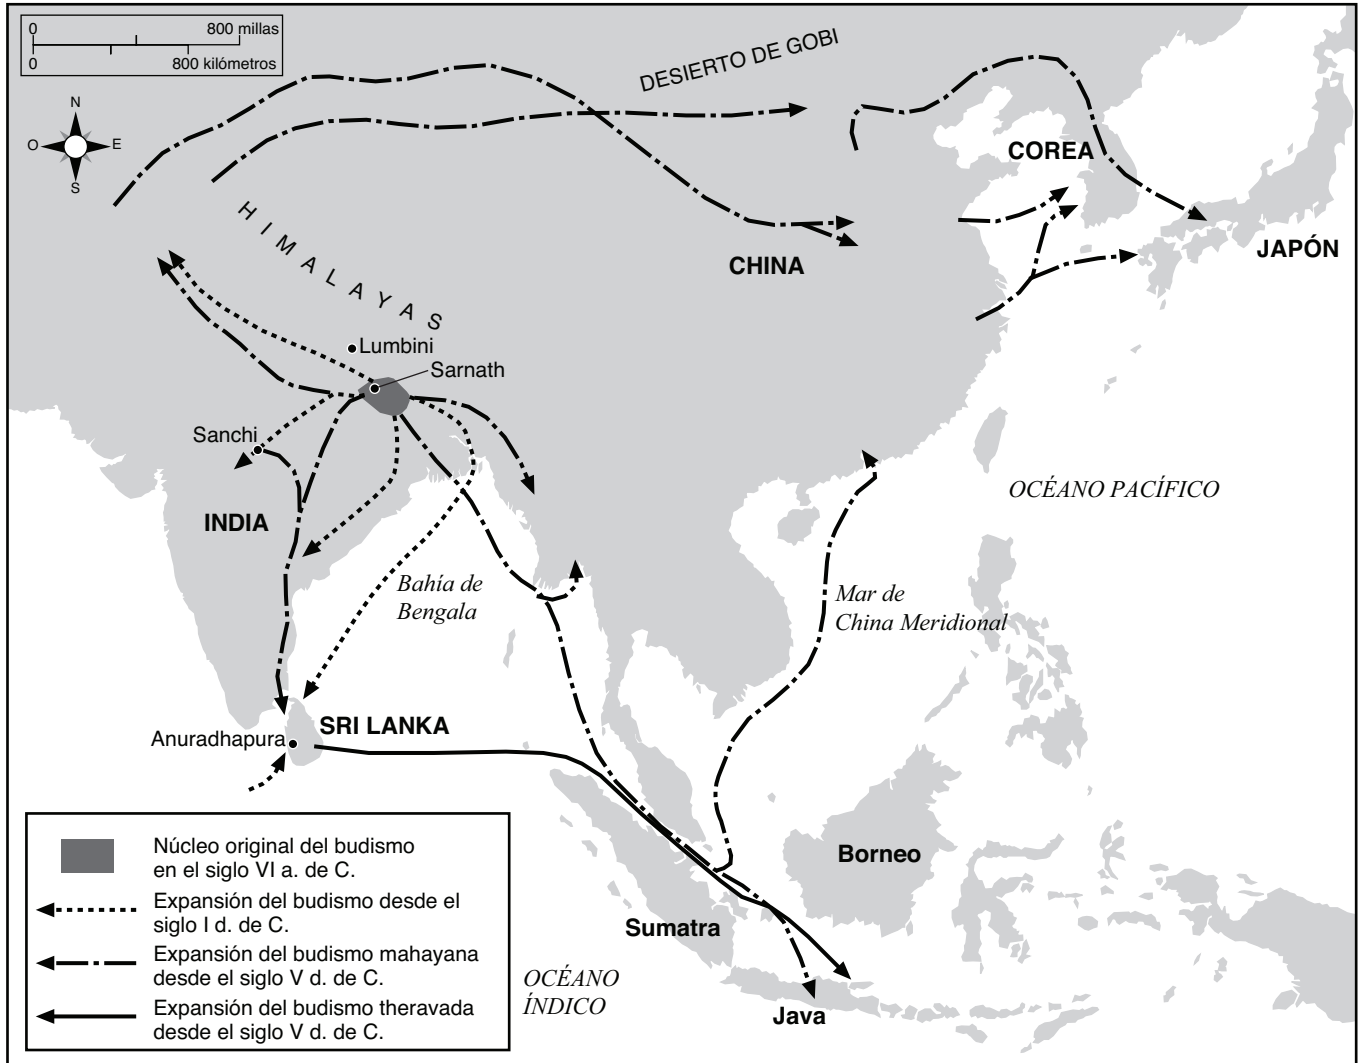 0 800 millas
0 800 kilómetros
N
O E
S
DESIERTO DE GOBI
COREA
JAPÓN
CHINA
HIMALAYAS
Lumbini
Sarnath
Sanchi
INDIA
OCÉANO PACÍFICO
Bahía de
Bengala
Mar de
China Meridional
SRI LANKA
Anuradhapura
Borneo
Sumatra
OCÉANO
ÍNDICO
Java
Núcleo original del budismo
en el siglo VI a. de C.
Expansión del budismo desde el
siglo I d. de C.
Expansión del budismo mahayana
desde el siglo V d. de C.
Expansión del budismo theravada
desde el siglo V d. de C.